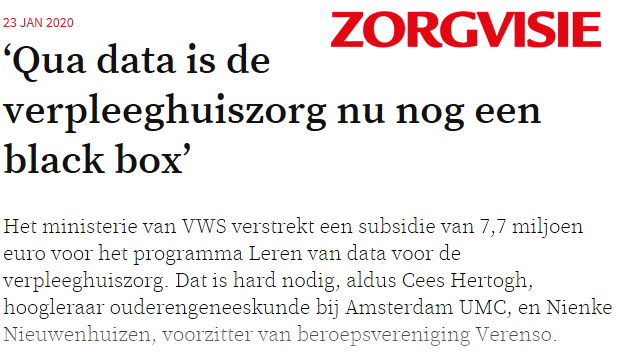 23 JAN 2020
ZORGVISIE
‘Qua data is de
verpleeghuiszorg nu nog een
black box’
Het ministerie van VWS verstrekt een subsidie van 7,7 miljoen
euro voor het programma Leren van data voor de
verpleeghuiszorg. Dat is hard nodig, aldus Cees Hertogh,
hoogleraar ouderengeneeskunde bij Amsterdam UMC, en Nienke
Nieuwenhuizen, voorzitter van beroepsvereniging Verenso.